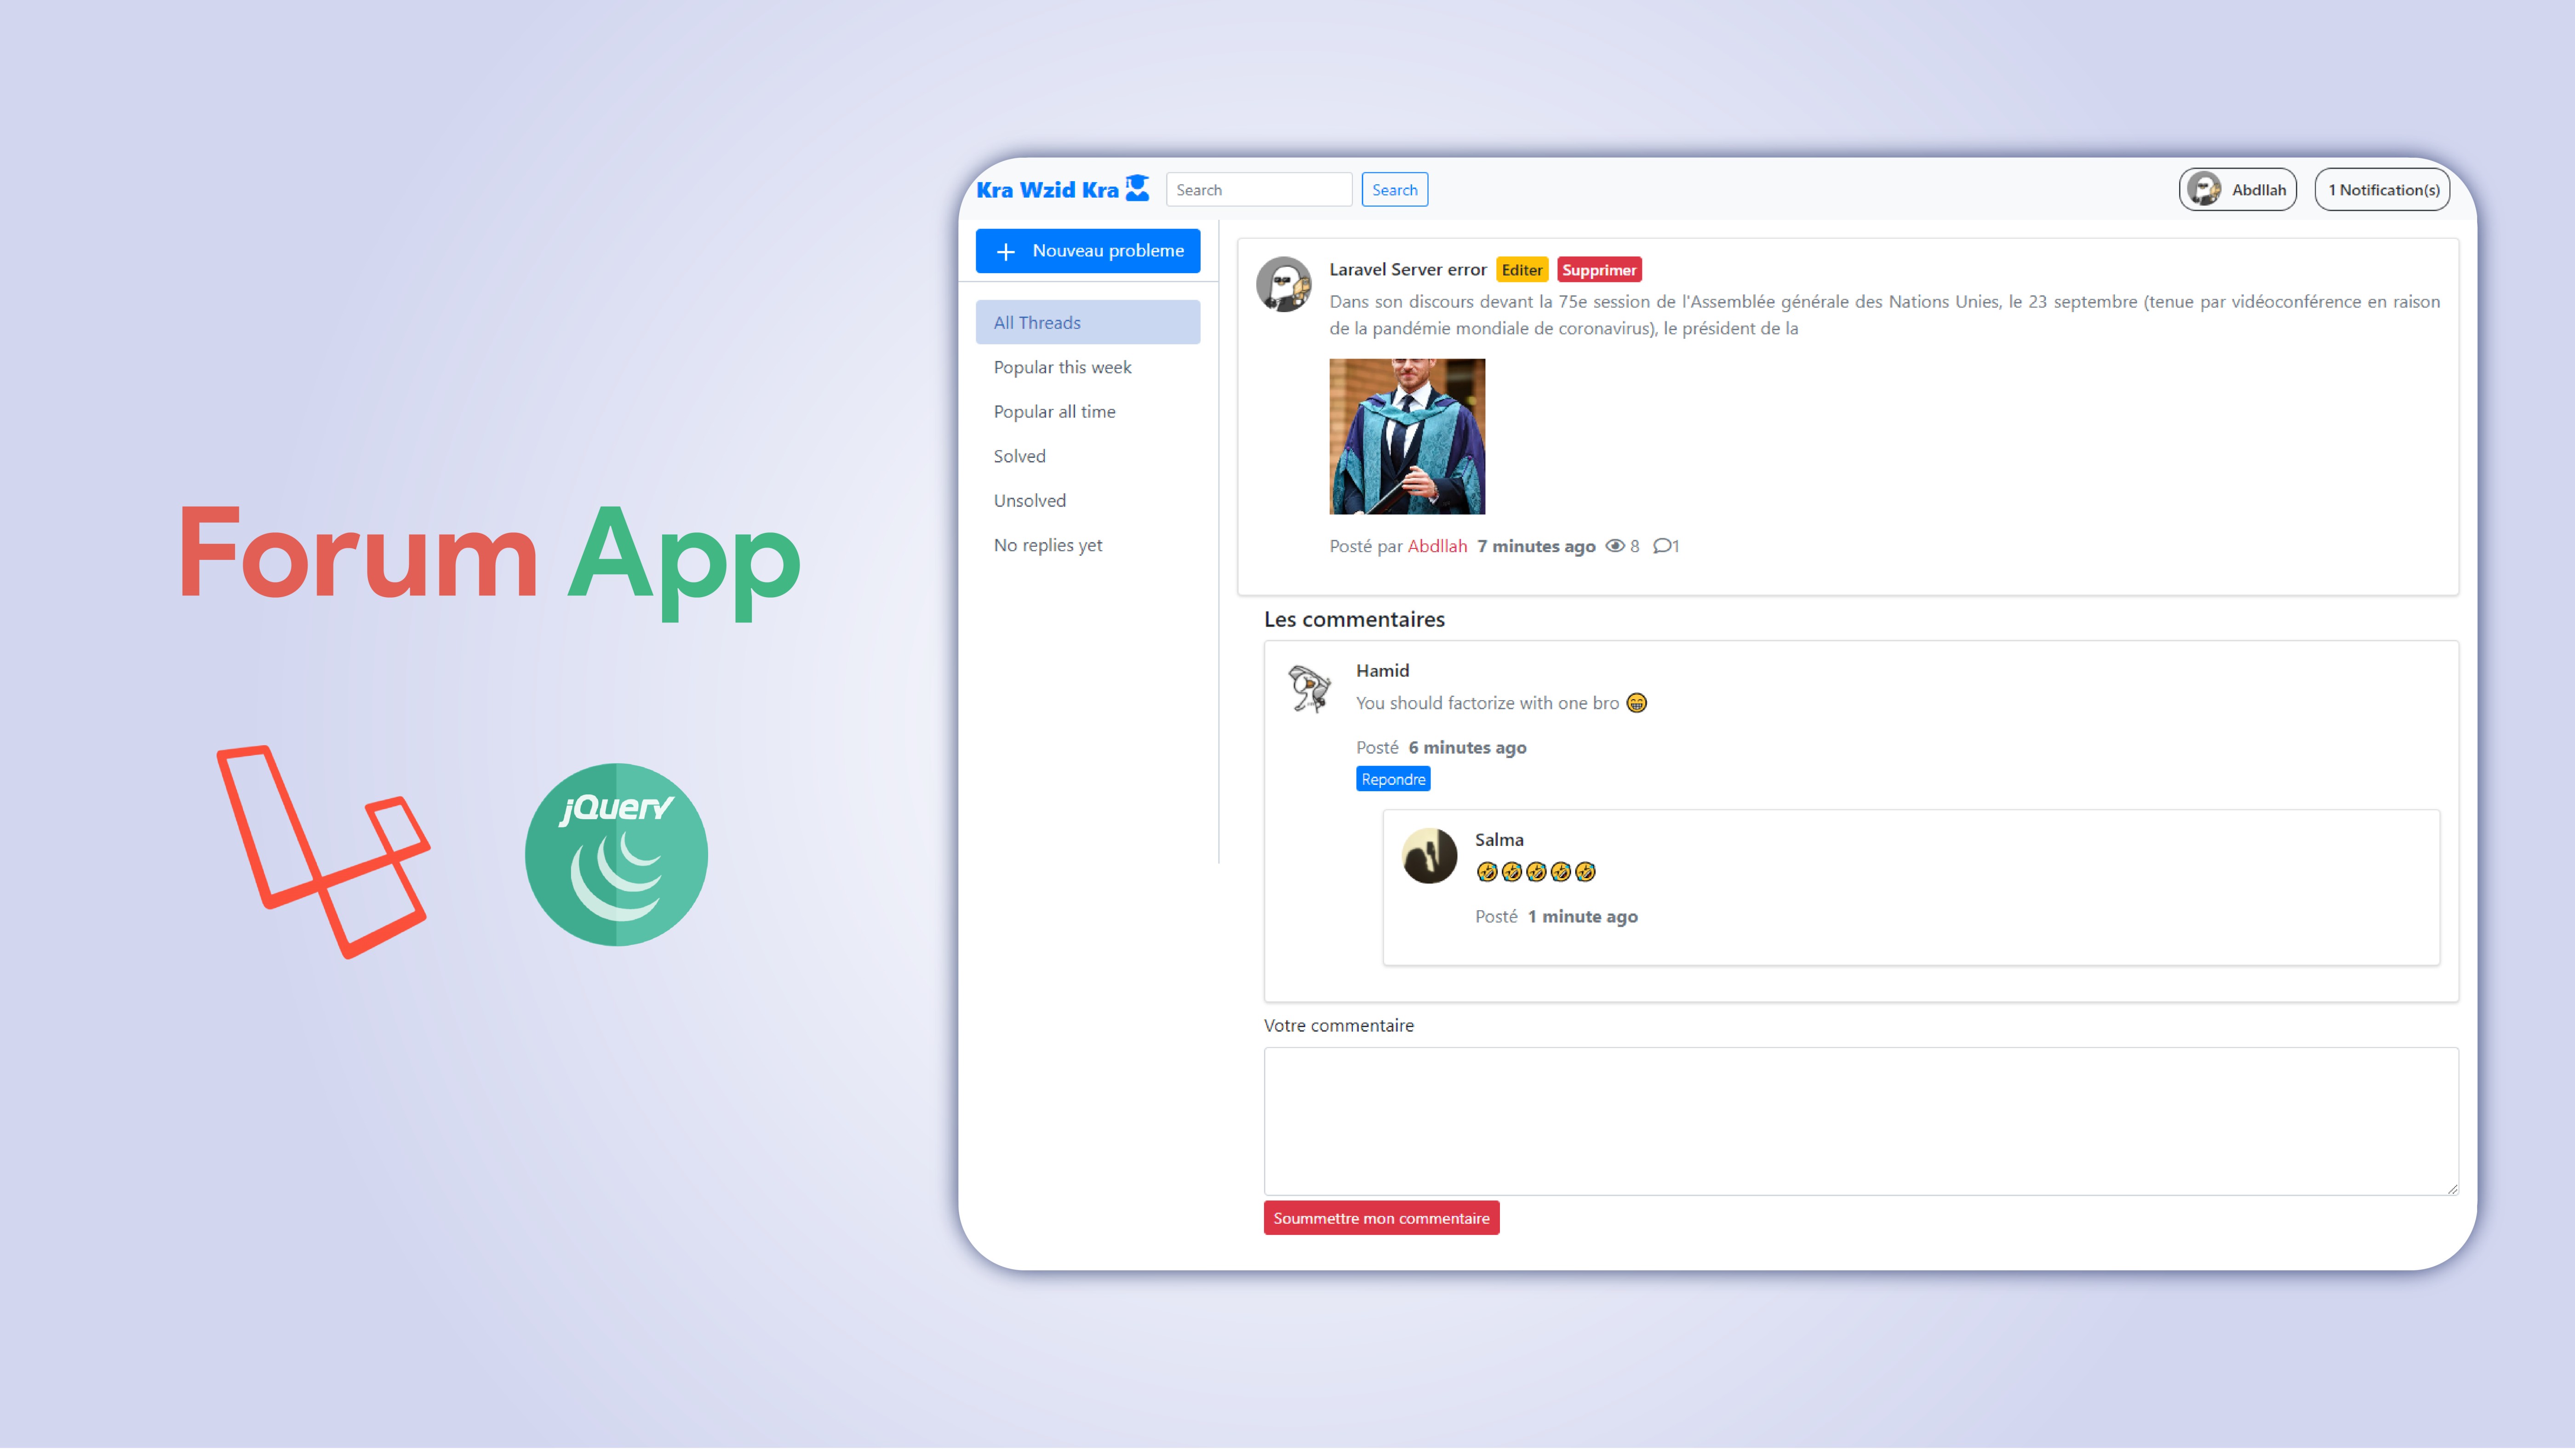 Forum App
jQuery
Kra Wzid Kra
Search
Search
Abdllah
1 Notification(s)
+ Nouveau probleme
All Threads
Popular this week
Popular all time
Solved
Unsolved
No replies yet
Laravel Server error
Editer
Supprimer
Dans son discours devant la 75e session de l'Assemblée générale des Nations Unies, le 23 septembre (tenue par vidéoconférence en raison
de la pandémie mondiale de coronavirus), le président de la
Posté par Abdllah 7 minutes ago 8 1
Les commentaires
Hamid
You should factorize with one bro 😁
Posté 6 minutes ago
Repondre
Salma
🤣🤣🤣🤣🤣
Posté 1 minute ago
Votre commentaire
Soummettre mon commentaire